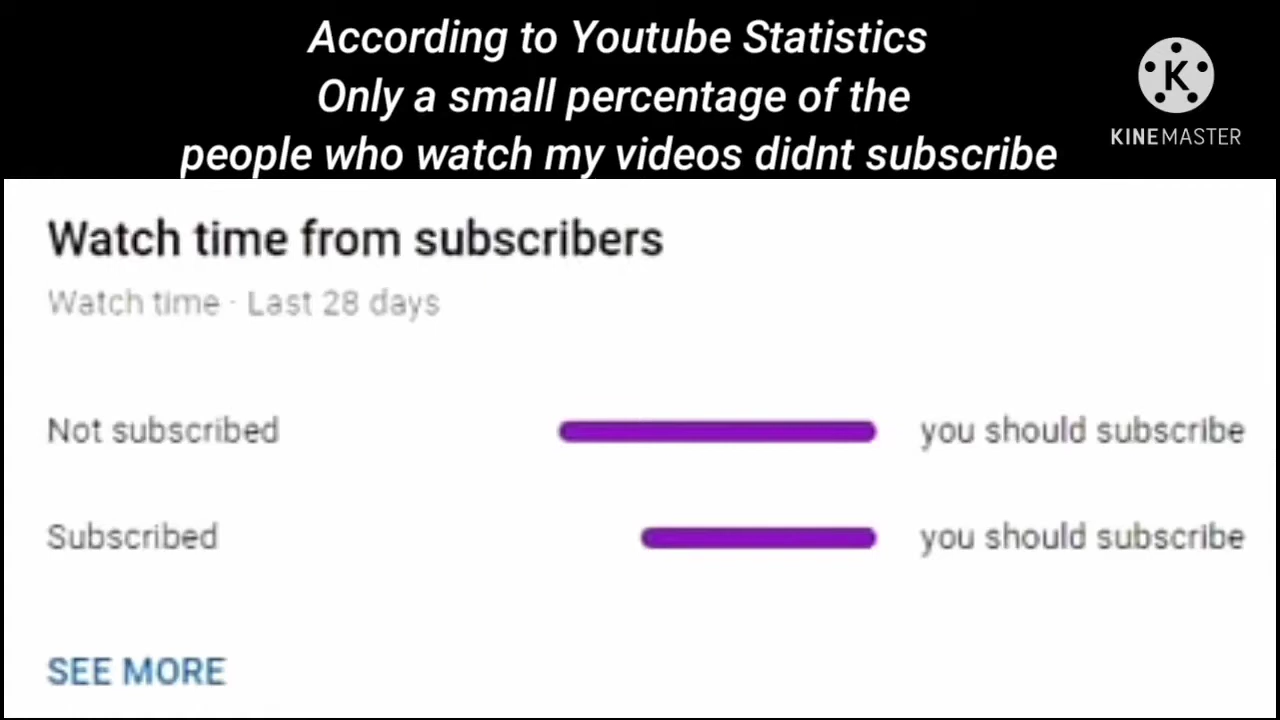 According to Youtube Statistics
Only a small percentage of the
people who watch my videos didnt subscribe
K
KINEMASTER
Watch time from subscribers
Watch time · Last 28 days
Not subscribed you should subscribe
Subscribed you should subscribe
SEE MORE